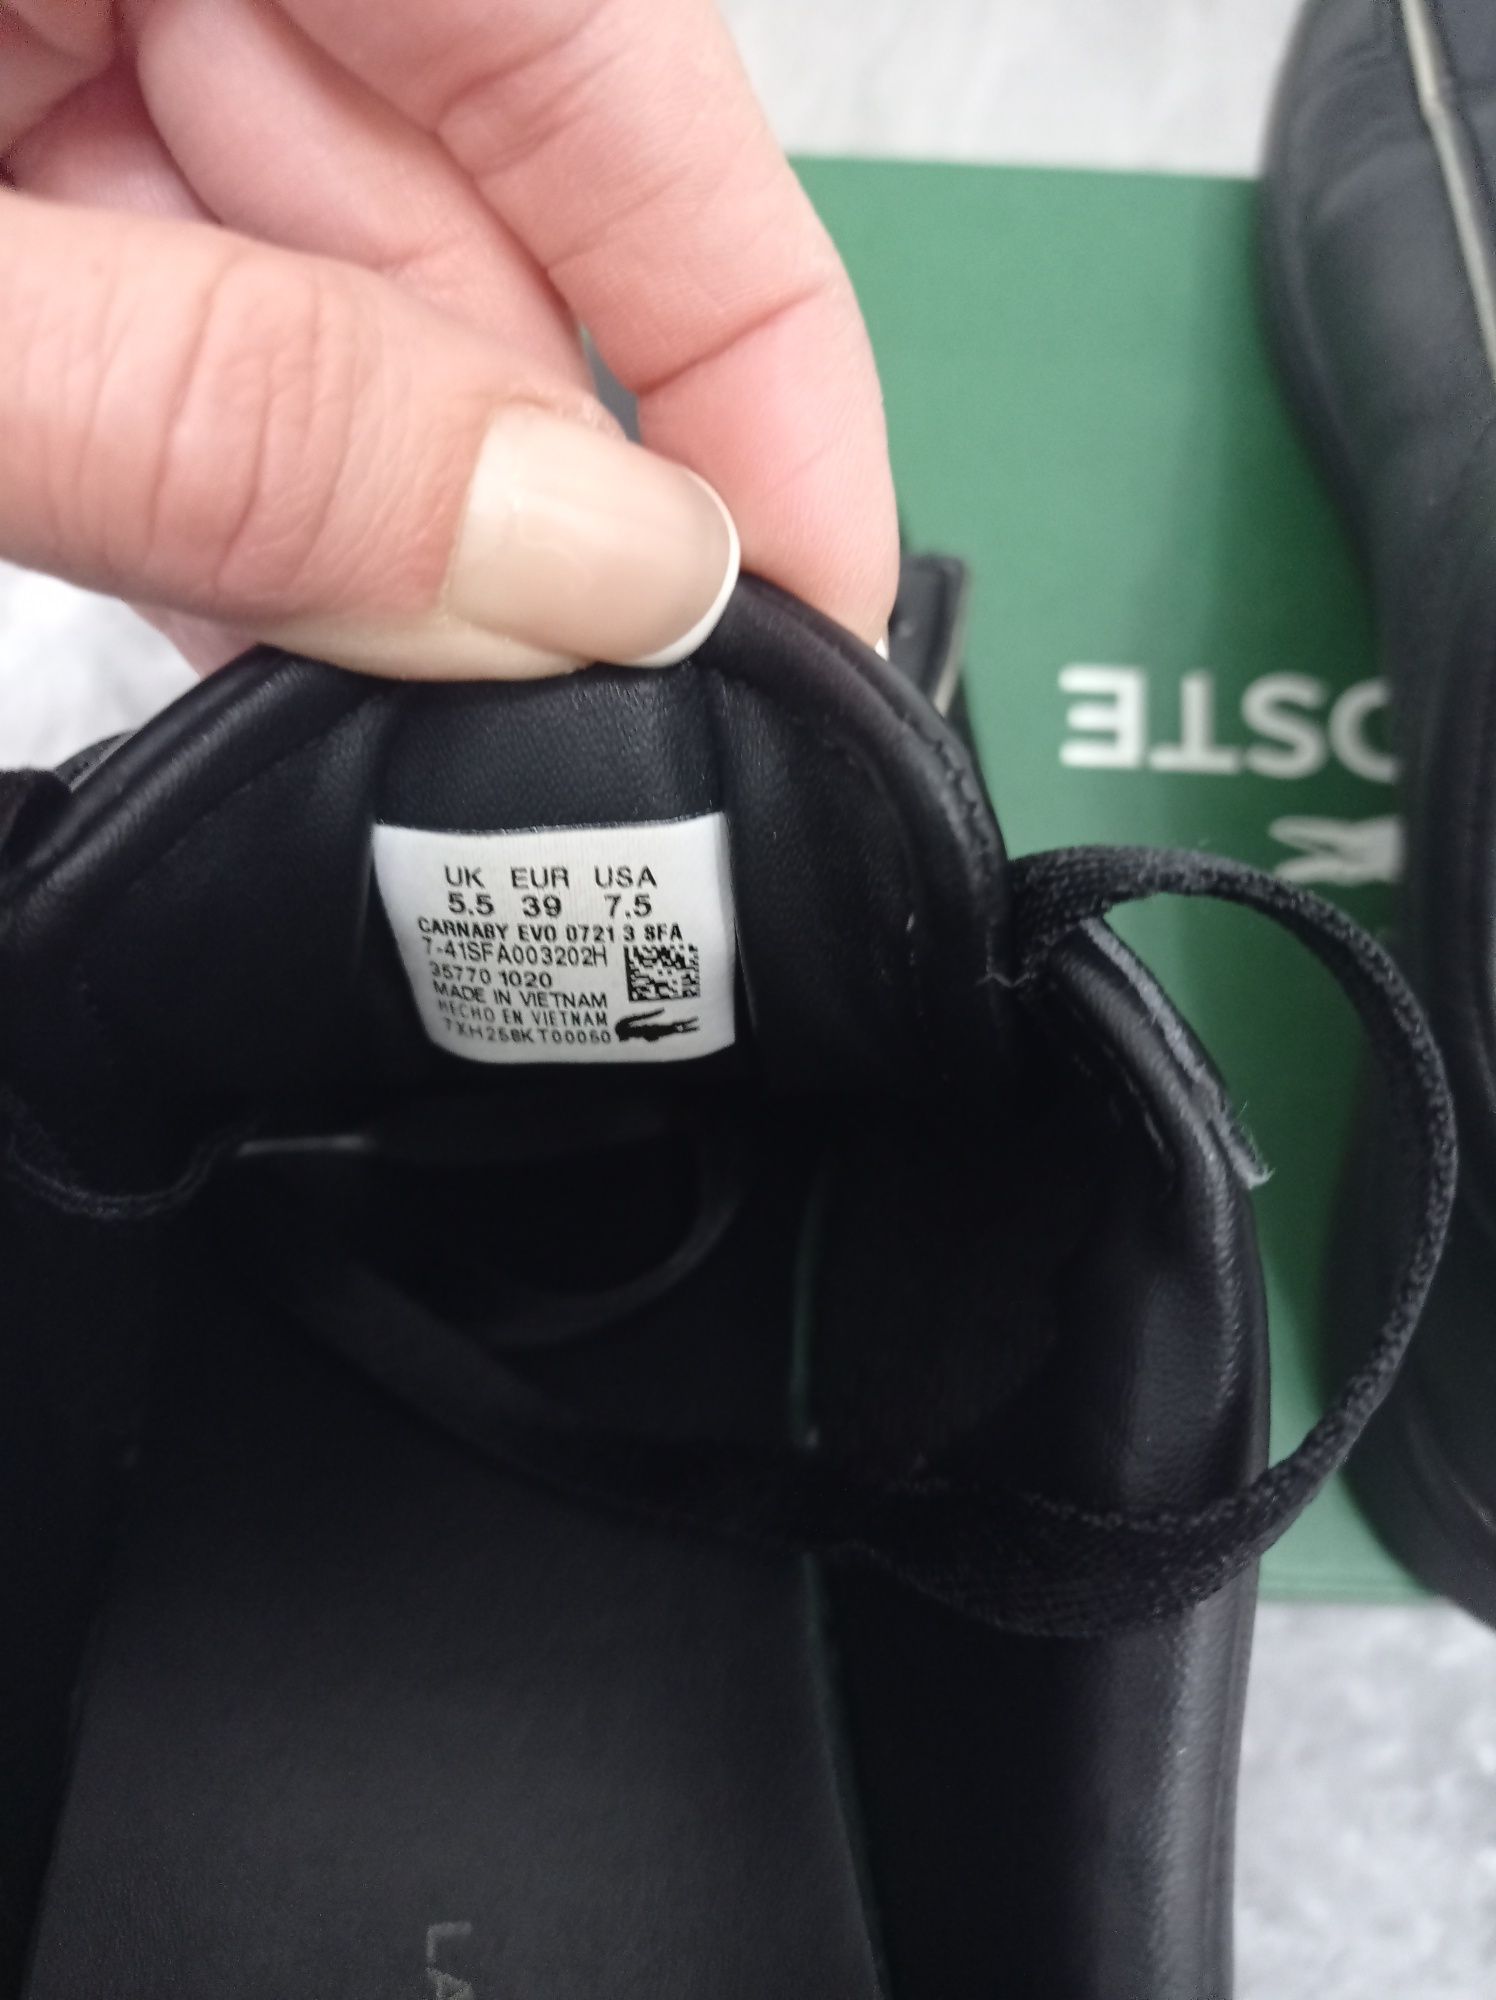 UK EUR USA
5.5 39 7.5
CARNABY EVO 0721 3 SFA
7-41SFA003202H
35770 1020
MADE IN VIETNAM
HECHO EN VIETNAM
7XH258KT00050
OSTE
LA